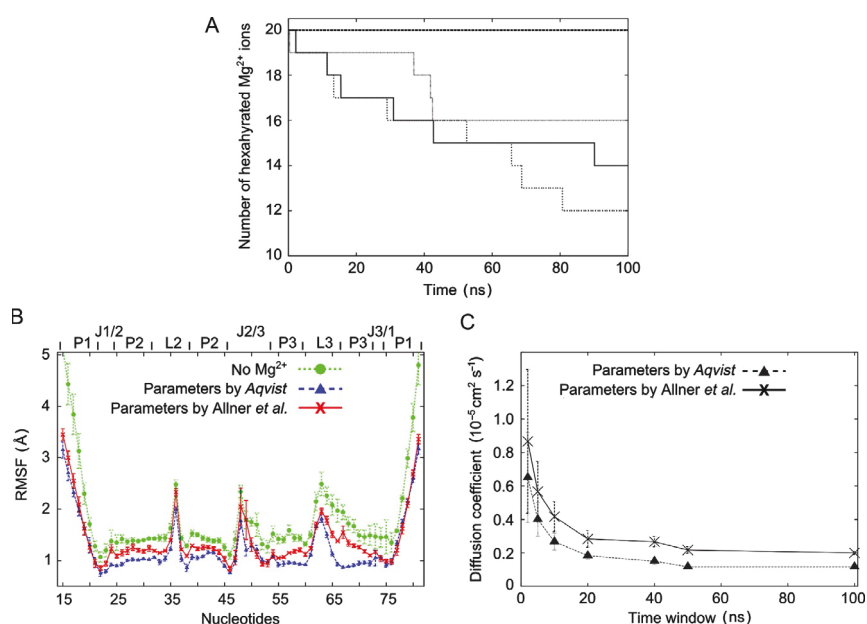 A
20
18
16
14
12
10
Number of hexahyrated Mg²⁺ ions
0
20
40
60
80
100
Time (ns)
B
J1/2
J2/3
J3/1
P1
P2
L2
P2
P3
L3
P3
P1
5
4
3
2
1
RMSF (Å)
No Mg²⁺
Parameters by Aqvist
Parameters by Allner et al.
15
25
35
45
55
65
75
Nucleotides
C
1.2
1.0
0.8
0.6
0.4
0.2
0
Diffusion coefficient (10⁻⁵ cm² s⁻¹)
Parameters by Aqvist
Parameters by Allner et al.
0
20
40
60
80
100
Time window (ns)